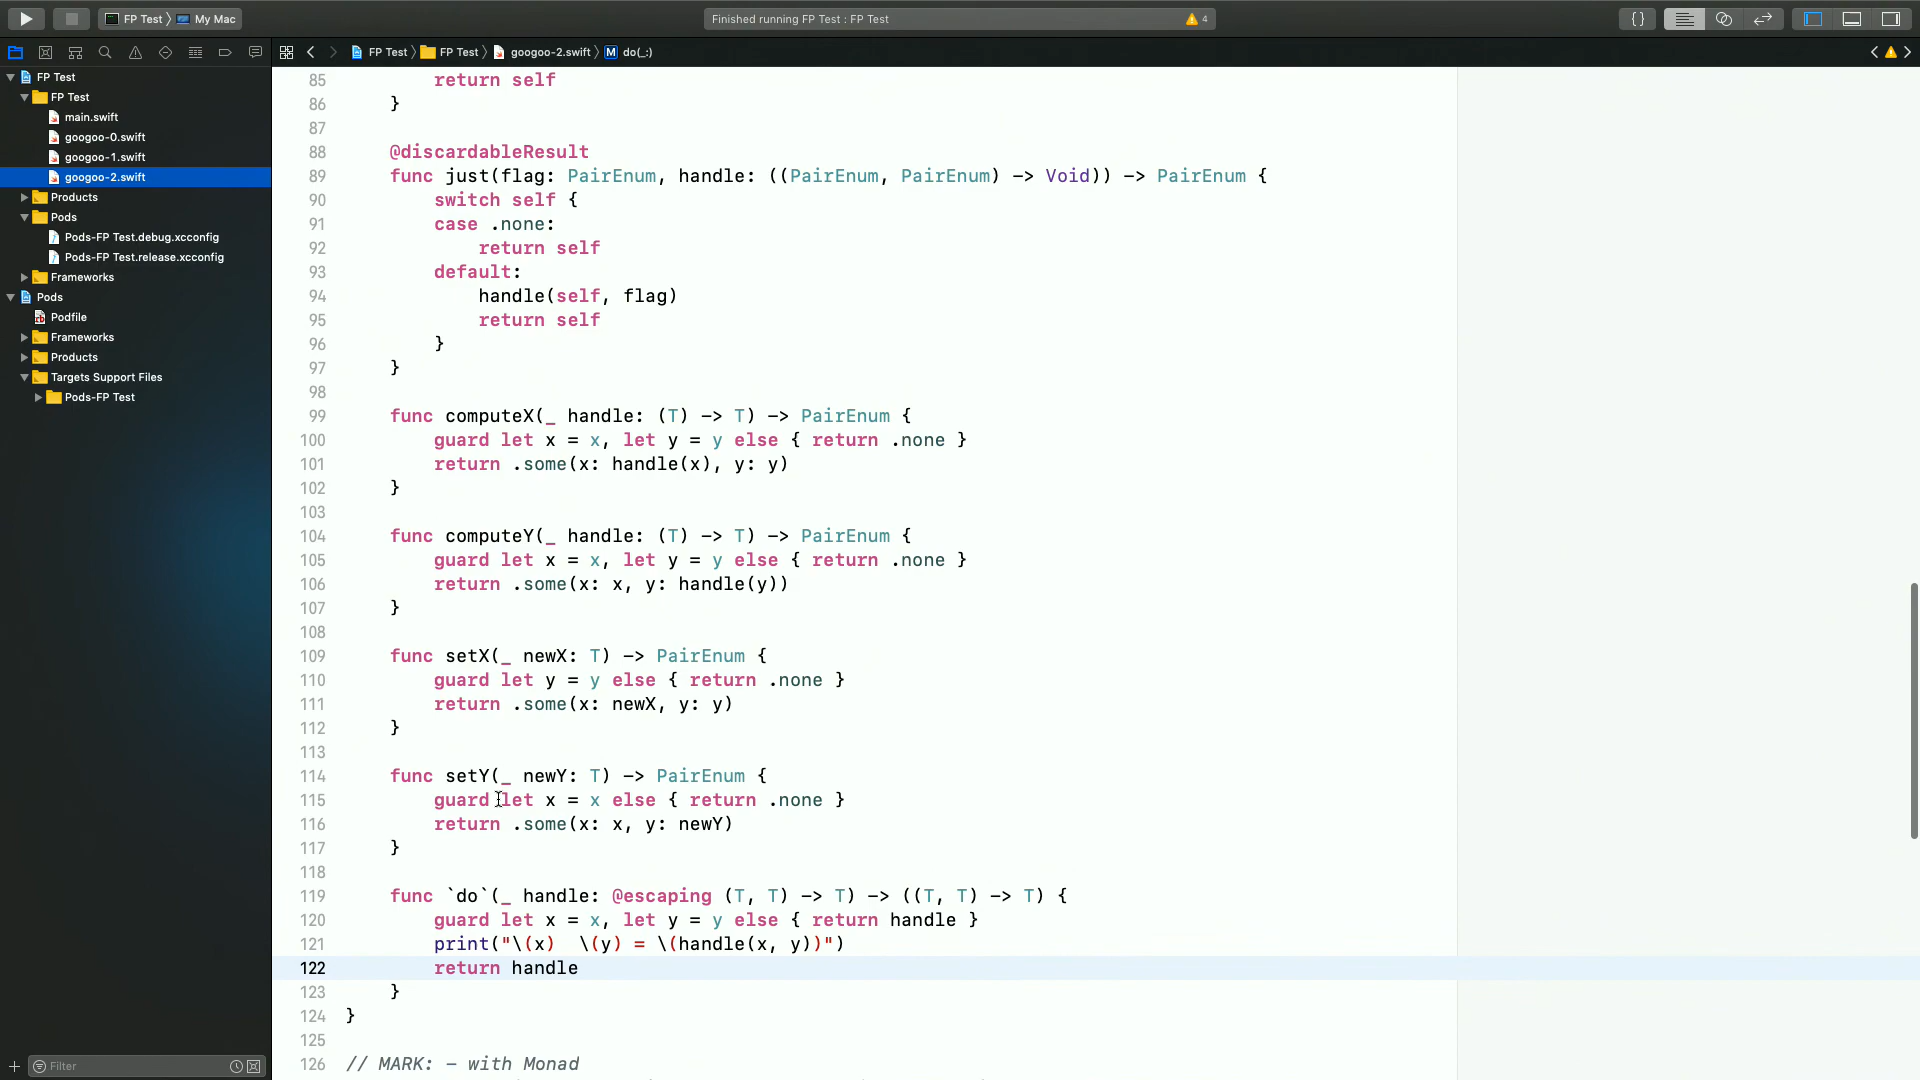 FP Test 〉 My Mac
Finished running FP Test : FP Test
4
FP Test 〉 FP Test 〉 googoo-2.swift 〉 M do(_:)
FP Test
FP Test
main.swift
googoo-0.swift
googoo-1.swift
googoo-2.swift
Products
Pods
Pods-FP Test.debug.xcconfig
Pods-FP Test.release.xcconfig
Frameworks
Pods
Podfile
Frameworks
Products
Targets Support Files
Pods-FP Test
Filter
85 return self
86 }
87
88 @discardableResult
89 func just(flag: PairEnum, handle: ((PairEnum, PairEnum) -> Void)) -> PairEnum {
90 switch self {
91 case .none:
92 return self
93 default:
94 handle(self, flag)
95 return self
96 }
97 }
98
99 func computeX(_ handle: (T) -> T) -> PairEnum {
100 guard let x = x, let y = y else { return .none }
101 return .some(x: handle(x), y: y)
102 }
103
104 func computeY(_ handle: (T) -> T) -> PairEnum {
105 guard let x = x, let y = y else { return .none }
106 return .some(x: x, y: handle(y))
107 }
108
109 func setX(_ newX: T) -> PairEnum {
110 guard let y = y else { return .none }
111 return .some(x: newX, y: y)
112 }
113
114 func setY(_ newY: T) -> PairEnum {
115 guard let x = x else { return .none }
116 return .some(x: x, y: newY)
117 }
118
119 func `do`(_ handle: @escaping (T, T) -> T) -> ((T, T) -> T) {
120 guard let x = x, let y = y else { return handle }
121 print("\(x)  \(y) = \(handle(x, y))")
122 return handle
123 }
124 }
125
126 // MARK: - with Monad